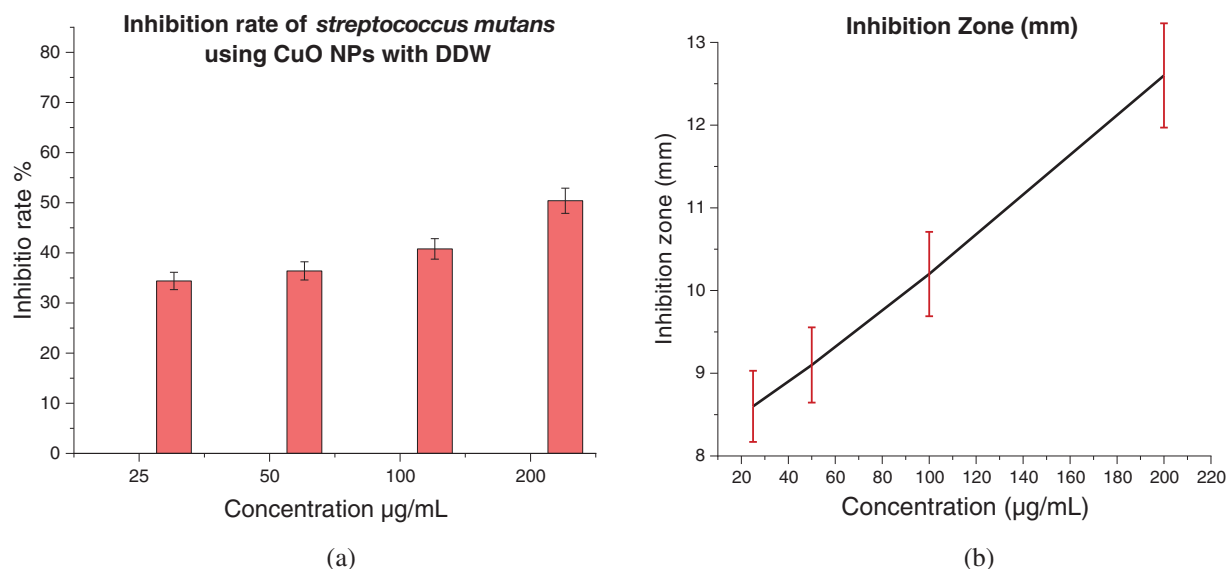 Inhibition rate of streptococcus mutans
using CuO NPs with DDW
Inhibitio rate %
80
70
60
50
40
30
20
10
0
25 50 100 200
Concentration µg/mL
(a)
Inhibition Zone (mm)
Inhibition zone (mm)
13
12
11
10
9
8
20 40 60 80 100 120 140 160 180 200 220
Concentration (µg/mL)
(b)